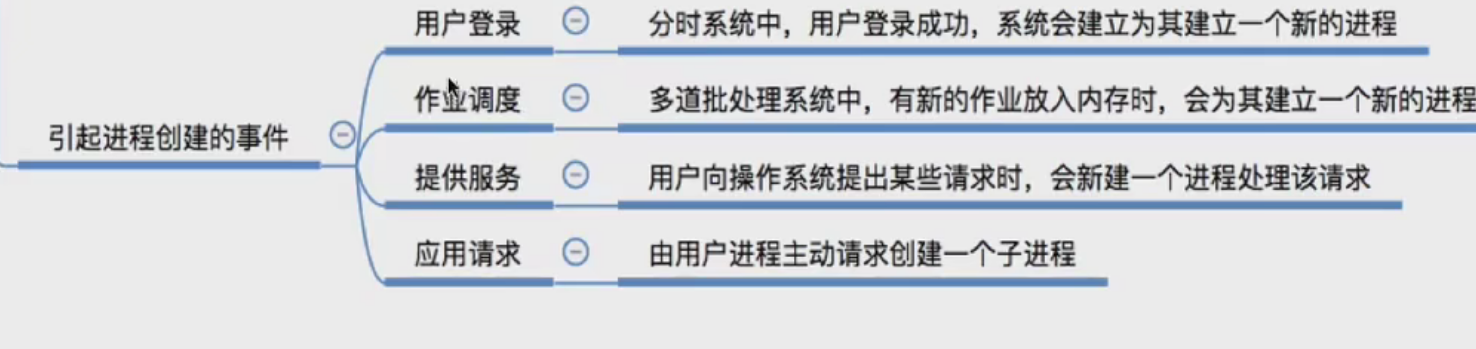 用户登录
分时系统中，用户登录成功，系统会建立为其建立一个新的进程
作业调度
多道批处理系统中，有新的作业放入内存时，会为其建立一个新的进程
引起进程创建的事件
提供服务
用户向操作系统提出某些请求时，会新建一个进程处理该请求
应用请求
由用户进程主动请求创建一个子进程